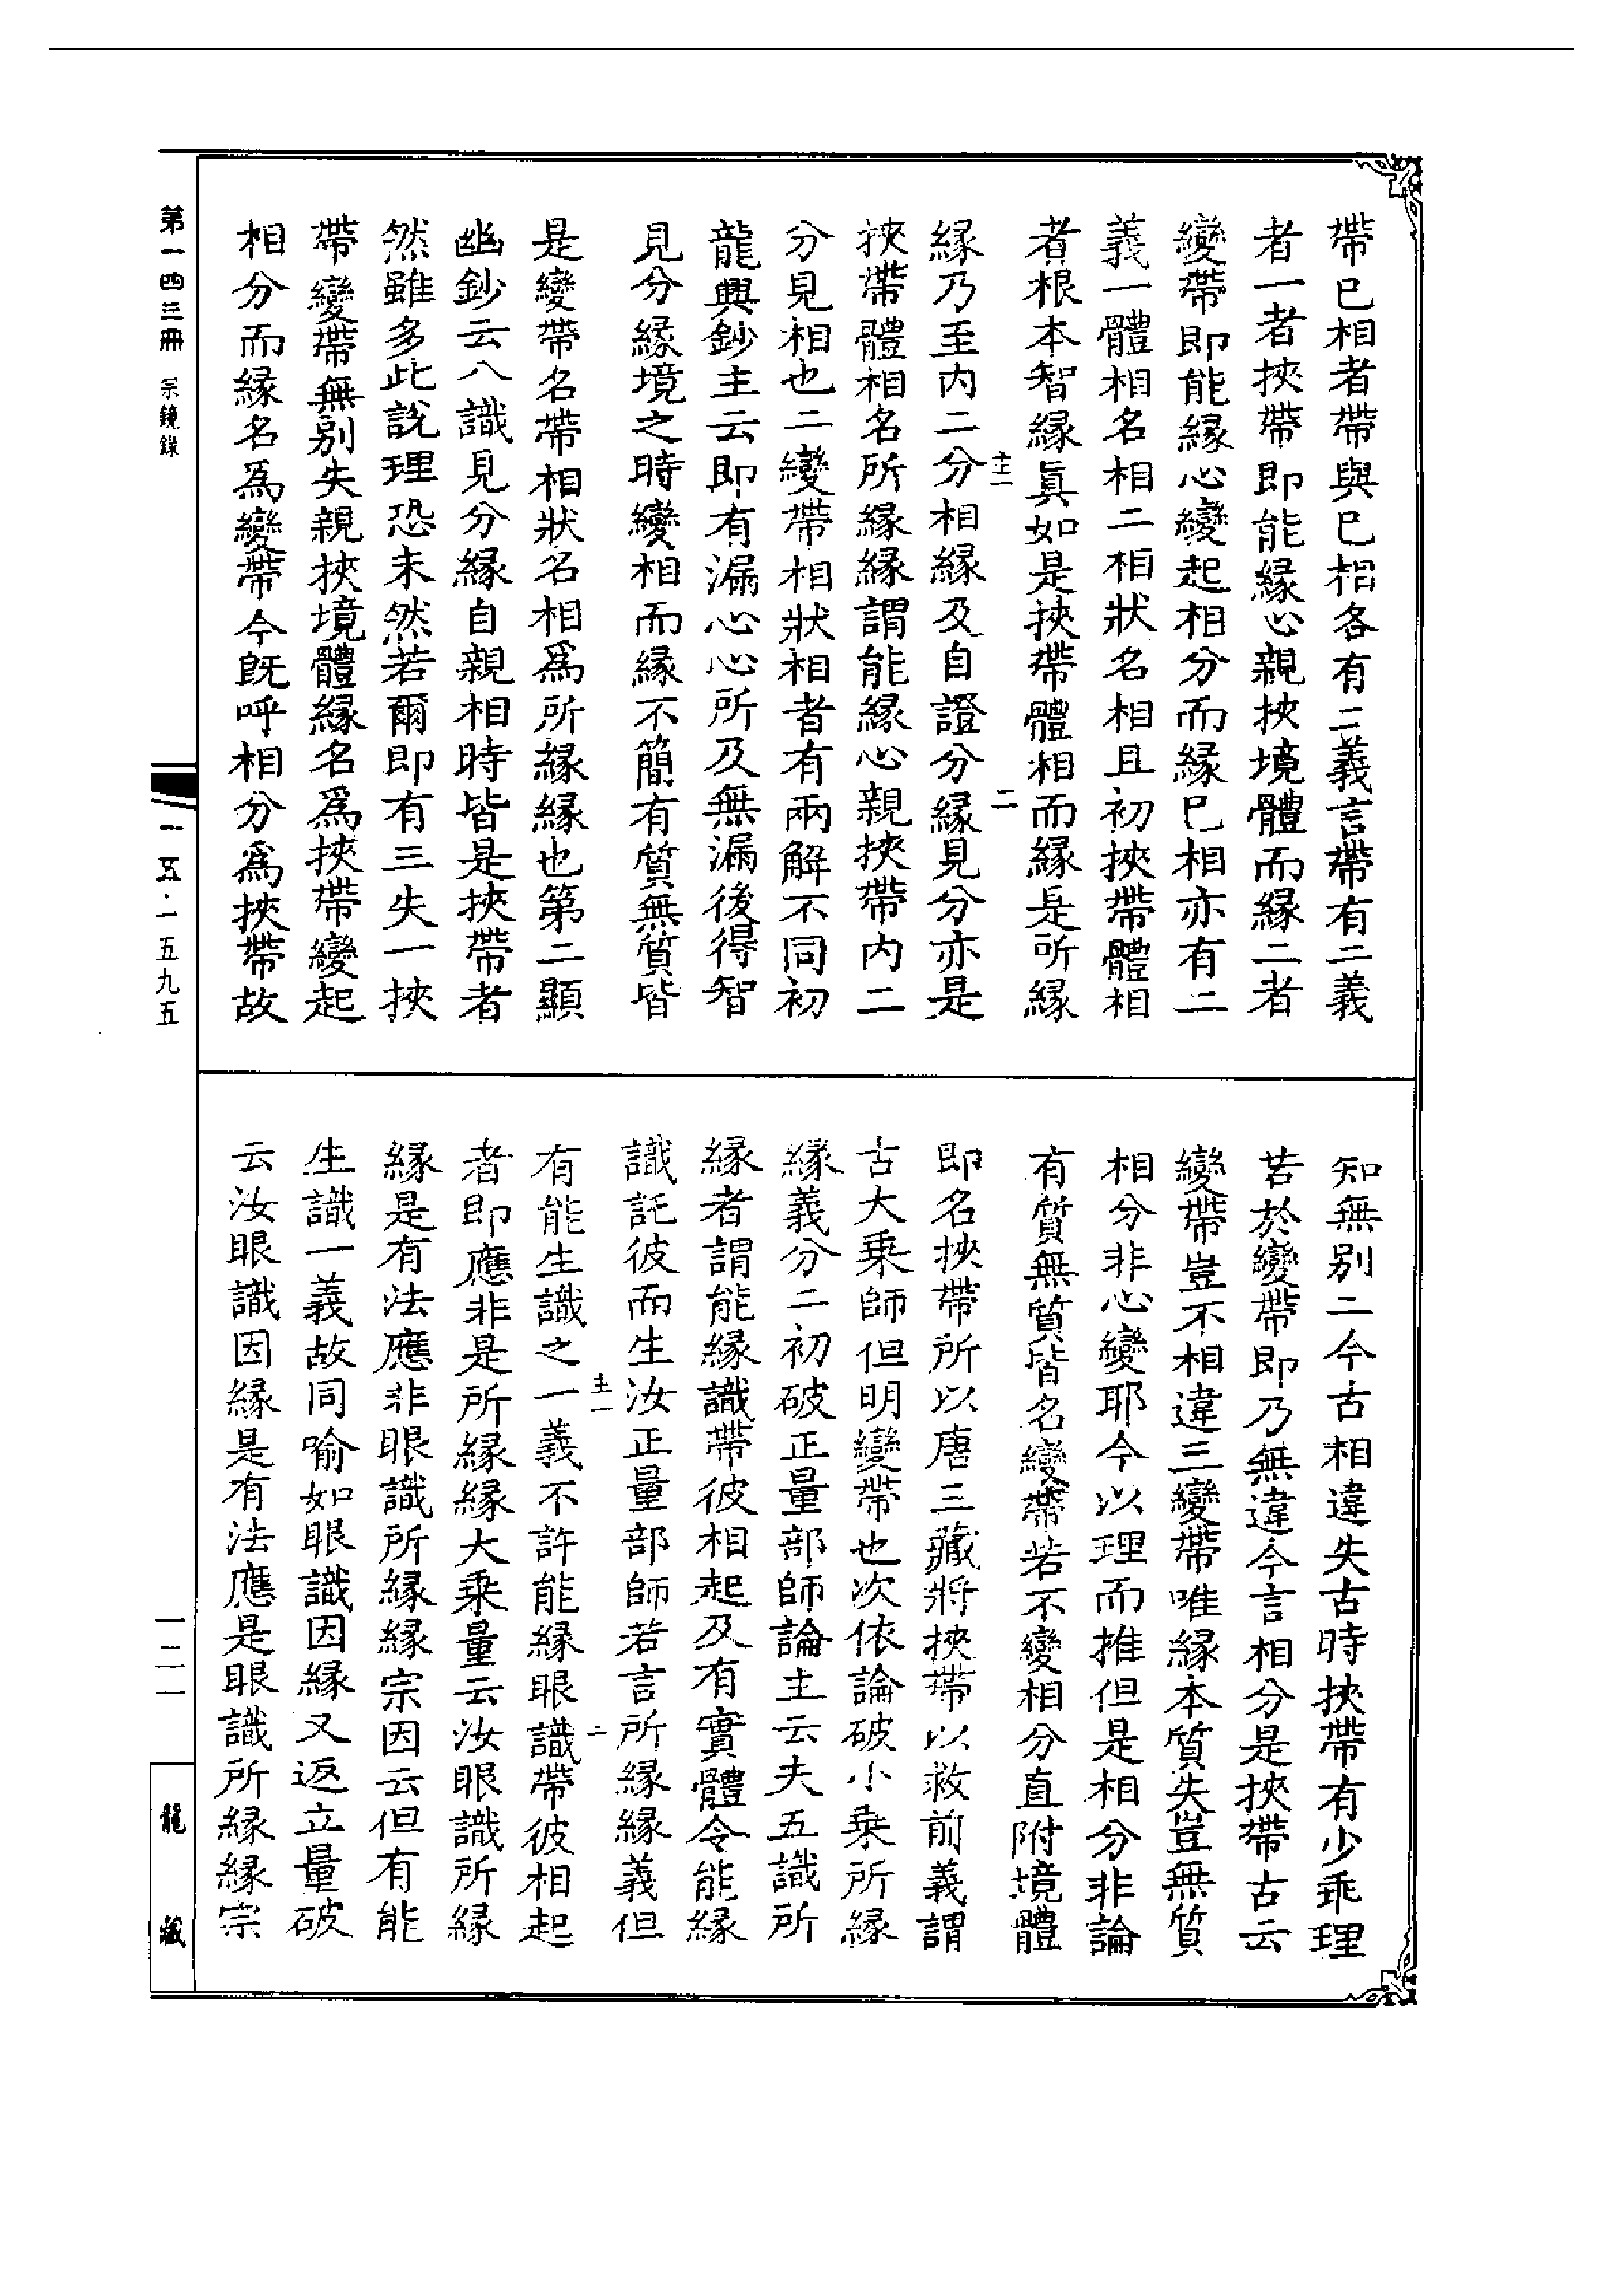 帶已相者帶與已相各有二義言帶有二義
者一者挾帶即能緣心親挾境體而緣二者
變帶即能緣心變起相分而緣已相亦有二
義一體相名相二相狀名相且初挾帶體相
者根本智緣眞如是挾帶體相而緣是所緣
緣乃至內二分相緣及自證分緣見分亦是
挾帶體相名所緣緣謂能緣心親挾帶內二
分見相也二變帶相狀相者有兩解不同初
龍興鈔主云即有漏心心所及無漏後得智
見分緣境之時變相而緣不簡有質無質皆
是變帶名帶相狀名相爲所緣緣也第二顯
幽鈔云八識見分緣自親相時皆是挾帶者
然雖多此說理恐未然若爾即有三失一挾
帶變帶無別失親挾境體緣名爲挾帶變起
相分而緣名爲變帶今旣呼相分爲挾帶故
知無別二今古相違失古時挾帶有少乖理
若於變帶即乃無違今言相分是挾帶古云
變帶豈不相違三變帶唯緣本質失豈無質
相分非心變耶今以理而推但是相分非論
有質無質皆名變帶若不變相分直附境體
即名挾帶所以唐三藏將挾帶以救前義謂
古大乗師但明變帶也次依論破小乗所緣
緣義分二初破正量部師論主云夫五識所
緣者謂能緣識帶彼相起及有實體令能緣
識託彼而生汝正量部師若言所緣緣義但
有能生識之一義不許能緣眼識帶彼相起
者即應非是所緣緣大乗量云汝眼識所緣
緣是有法應非眼識所緣緣宗因云但有能
生識一義故同喻如眼識因緣又返立量破
云汝眼識因緣是有法應是眼識所緣緣宗
第一四三冊 宗鏡錄
一五·一五九五
一二一
龍藏